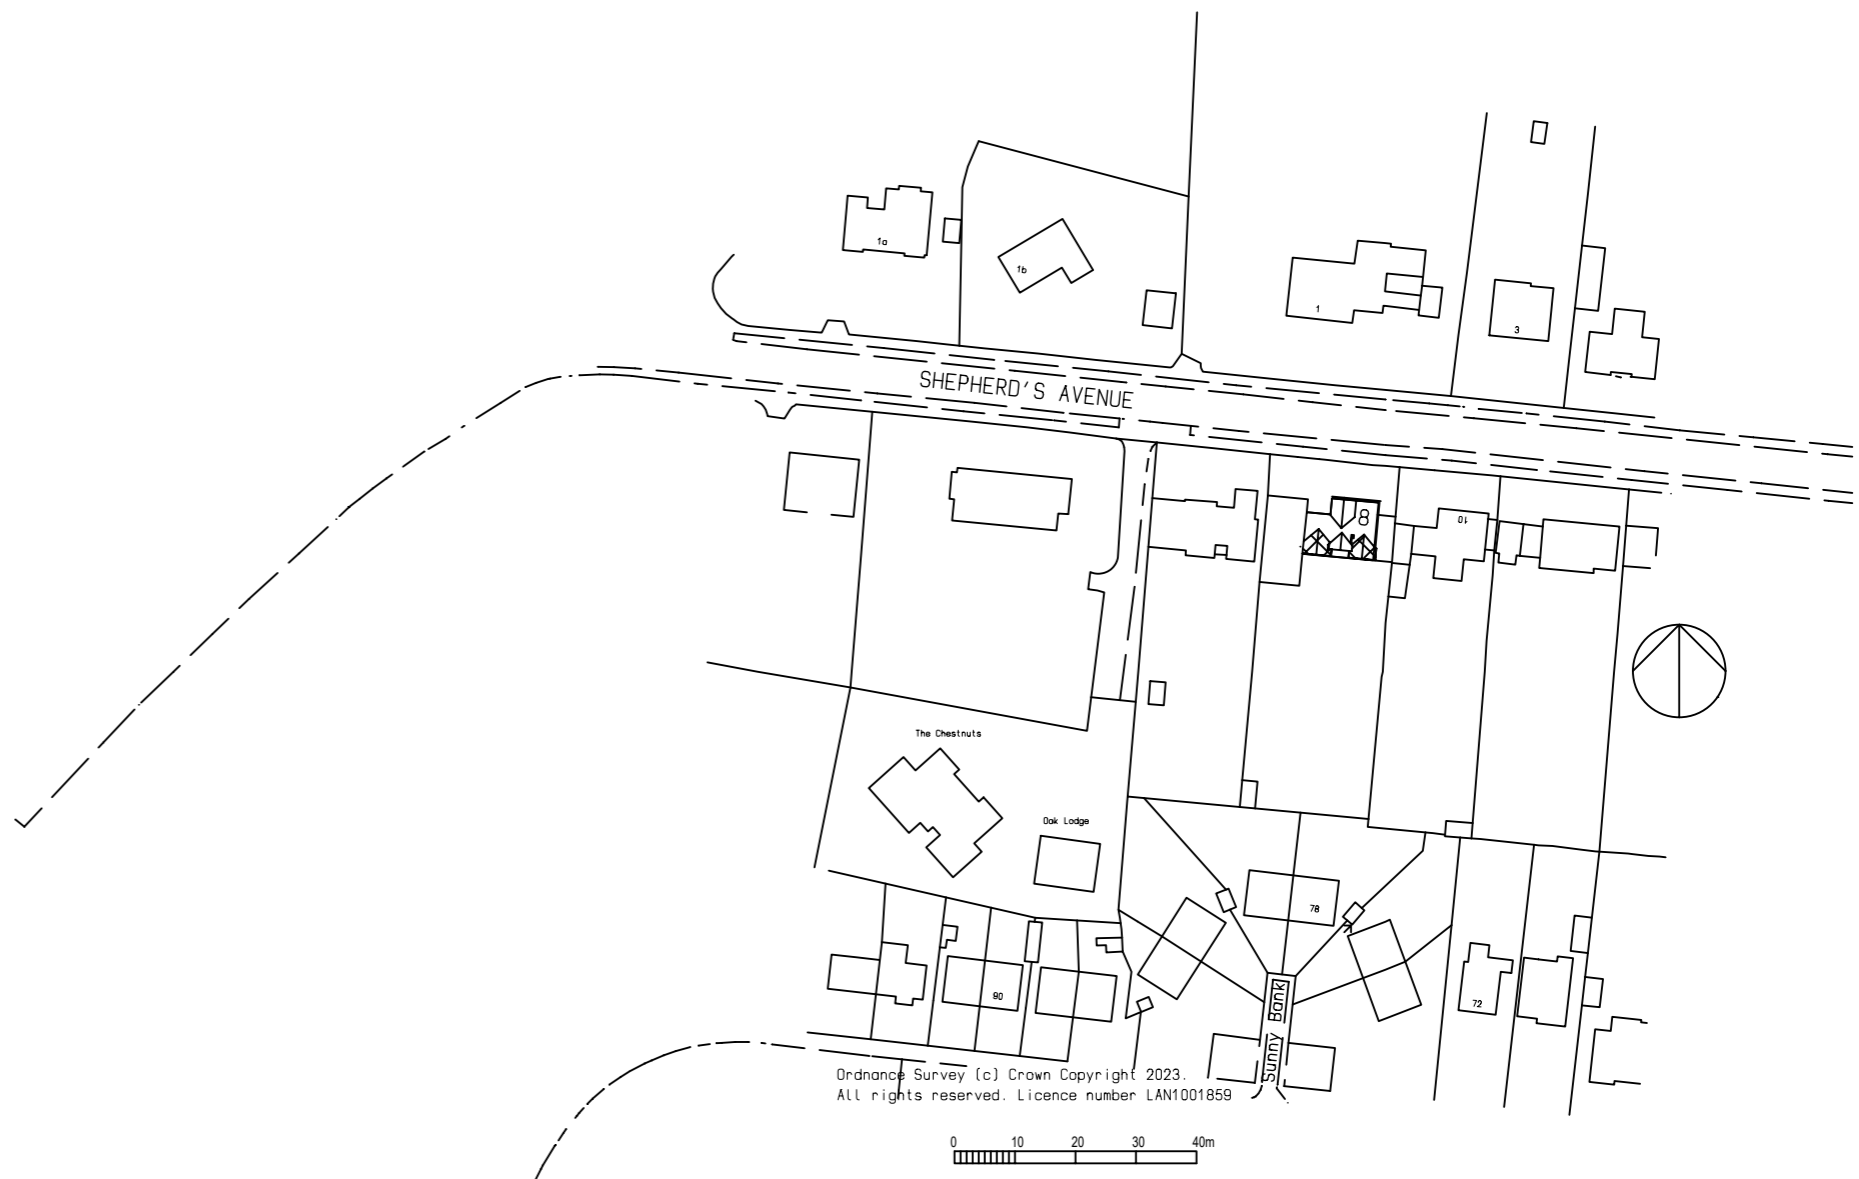 1a
1b
1
3
SHEPHERD'S AVENUE
8
10
The Chestnuts
Oak Lodge
78
90
72
Sunny Bank
Ordnance Survey (c) Crown Copyright 2023.
All rights reserved. Licence number LAN1001859
0 10 20 30 40m